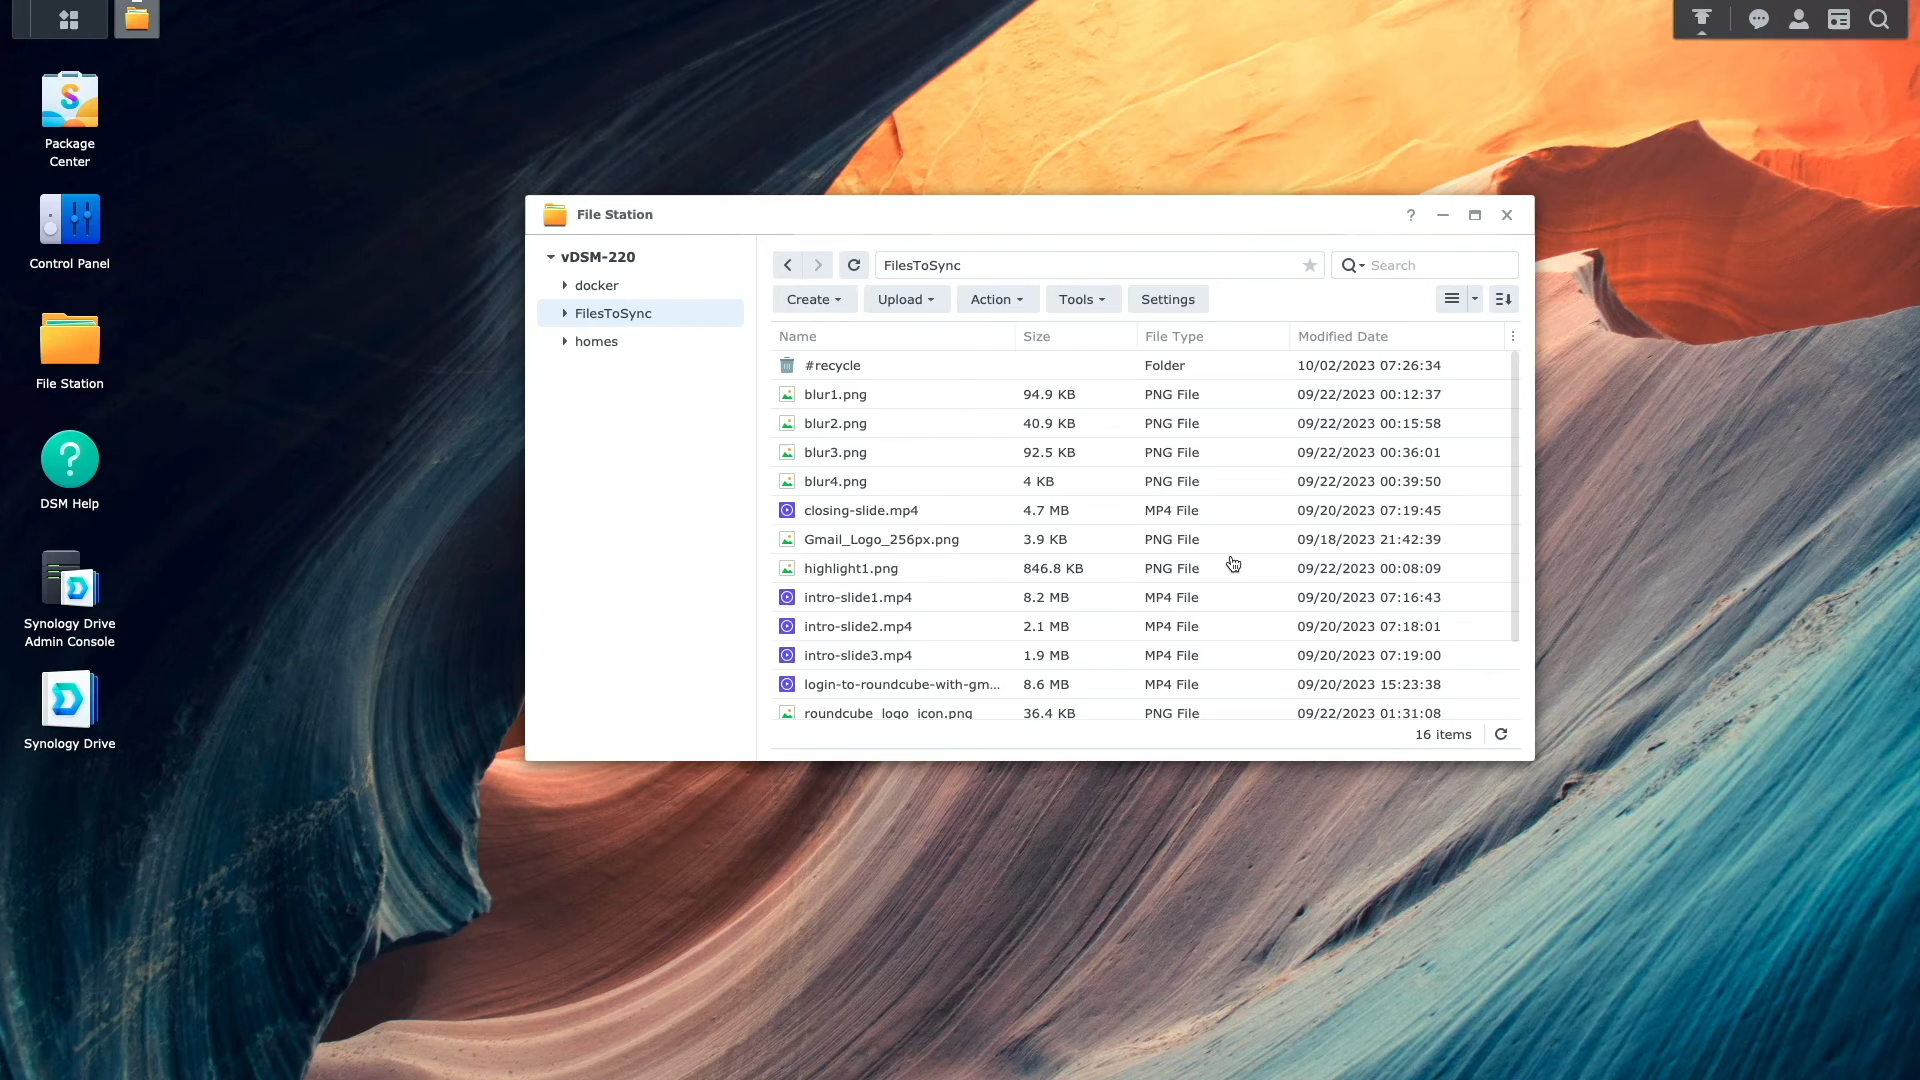 Package
Center
Control Panel
File Station
DSM Help
Synology Drive
Admin Console
Synology Drive
File Station
vDSM-220
docker
FilesToSync
homes
FilesToSync
Search
Create
Upload
Action
Tools
Settings
Name Size File Type Modified Date
#recycle Folder 10/02/2023 07:26:34
blur1.png 94.9 KB PNG File 09/22/2023 00:12:37
blur2.png 40.9 KB PNG File 09/22/2023 00:15:58
blur3.png 92.5 KB PNG File 09/22/2023 00:36:01
blur4.png 4 KB PNG File 09/22/2023 00:39:50
closing-slide.mp4 4.7 MB MP4 File 09/20/2023 07:19:45
Gmail_Logo_256px.png 3.9 KB PNG File 09/18/2023 21:42:39
highlight1.png 846.8 KB PNG File 09/22/2023 00:08:09
intro-slide1.mp4 8.2 MB MP4 File 09/20/2023 07:16:43
intro-slide2.mp4 2.1 MB MP4 File 09/20/2023 07:18:01
intro-slide3.mp4 1.9 MB MP4 File 09/20/2023 07:19:00
login-to-roundcube-with-gm... 8.6 MB MP4 File 09/20/2023 15:23:38
roundcube_logo_icon.png 36.4 KB PNG File 09/22/2023 01:31:08
16 items